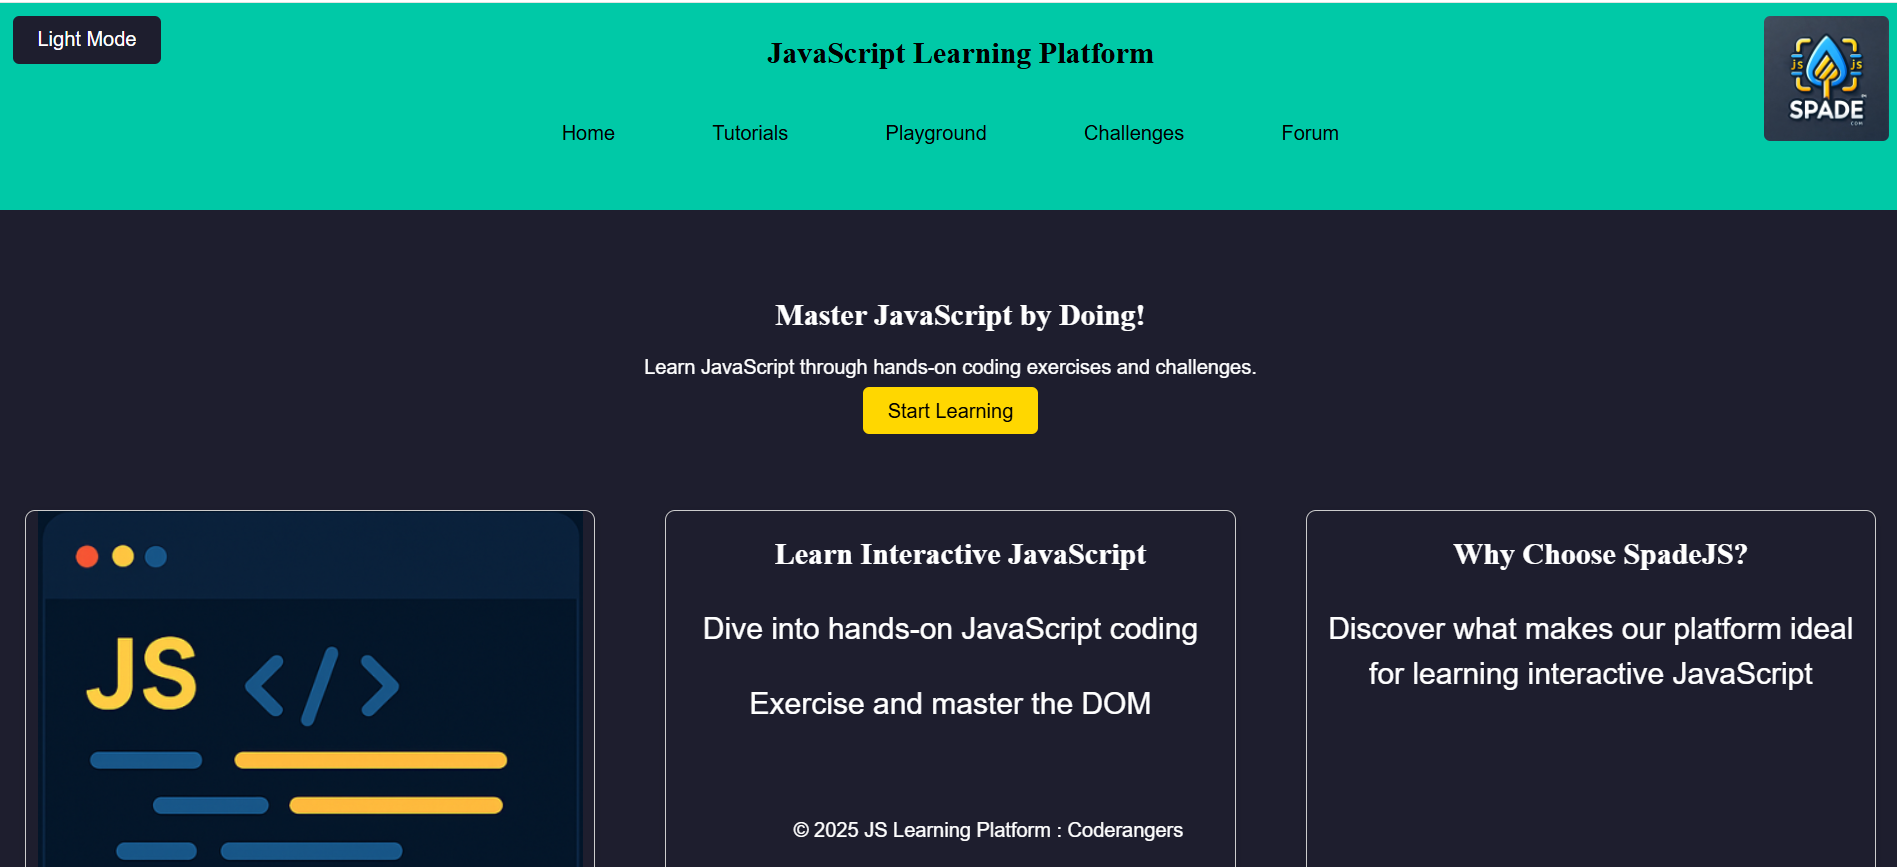 Light Mode
JavaScript Learning Platform
js js
SPADE
.COM
Home Tutorials Playground Challenges Forum
Master JavaScript by Doing!
Learn JavaScript through hands-on coding exercises and challenges.
Start Learning
JS </>
Learn Interactive JavaScript
Dive into hands-on JavaScript coding
Exercise and master the DOM
© 2025 JS Learning Platform : Coderangers
Why Choose SpadeJS?
Discover what makes our platform ideal
for learning interactive JavaScript